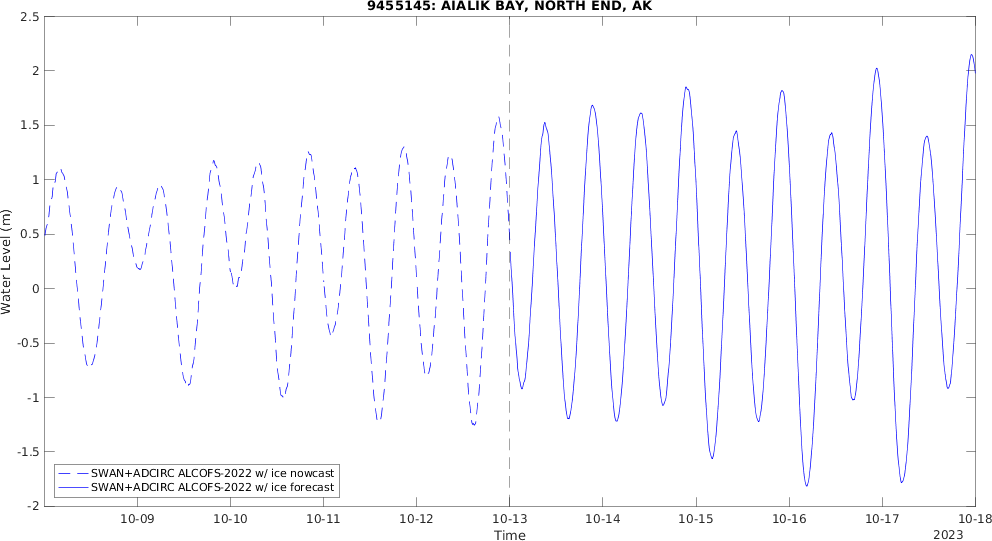 9455145: AIALIK BAY, NORTH END, AK
2.5
2
1.5
1
0.5
0
-0.5
-1
-1.5
-2
Water Level (m)
SWAN+ADCIRC ALCOFS-2022 w/ ice nowcast
SWAN+ADCIRC ALCOFS-2022 w/ ice forecast
10-09 10-10 10-11 10-12 10-13 10-14 10-15 10-16 10-17 10-18
Time
2023